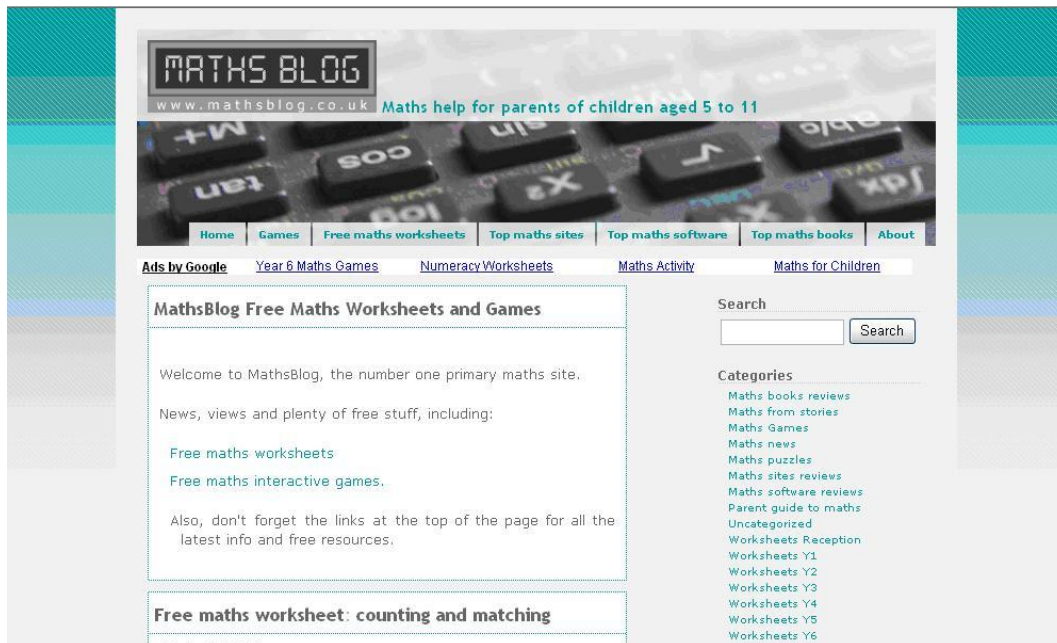 MATHS BLOG
www.mathsblog.co.uk
Maths help for parents of children aged 5 to 11
M+
sin
cos
tan
log
X²
√
a b/c
∫dx
Home Games Free maths worksheets Top maths sites Top maths software Top maths books About
Ads by Google Year 6 Maths Games Numeracy Worksheets Maths Activity Maths for Children
MathsBlog Free Maths Worksheets and Games
Welcome to MathsBlog, the number one primary maths site.
News, views and plenty of free stuff, including:
Free maths worksheets
Free maths interactive games.
Also, don't forget the links at the top of the page for all the
latest info and free resources.
Free maths worksheet: counting and matching
Search
Search
Categories
Maths books reviews
Maths from stories
Maths Games
Maths news
Maths puzzles
Maths sites reviews
Maths software reviews
Parent guide to maths
Uncategorized
Worksheets Reception
Worksheets Y1
Worksheets Y2
Worksheets Y3
Worksheets Y4
Worksheets Y5
Worksheets Y6